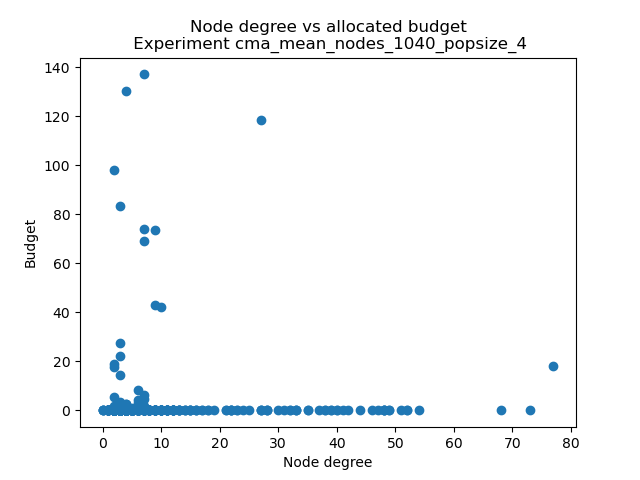 Node degree vs allocated budget
Experiment cma_mean_nodes_1040_popsize_4
140
120
100
80
60
40
20
0
Budget
0 10 20 30 40 50 60 70 80
Node degree